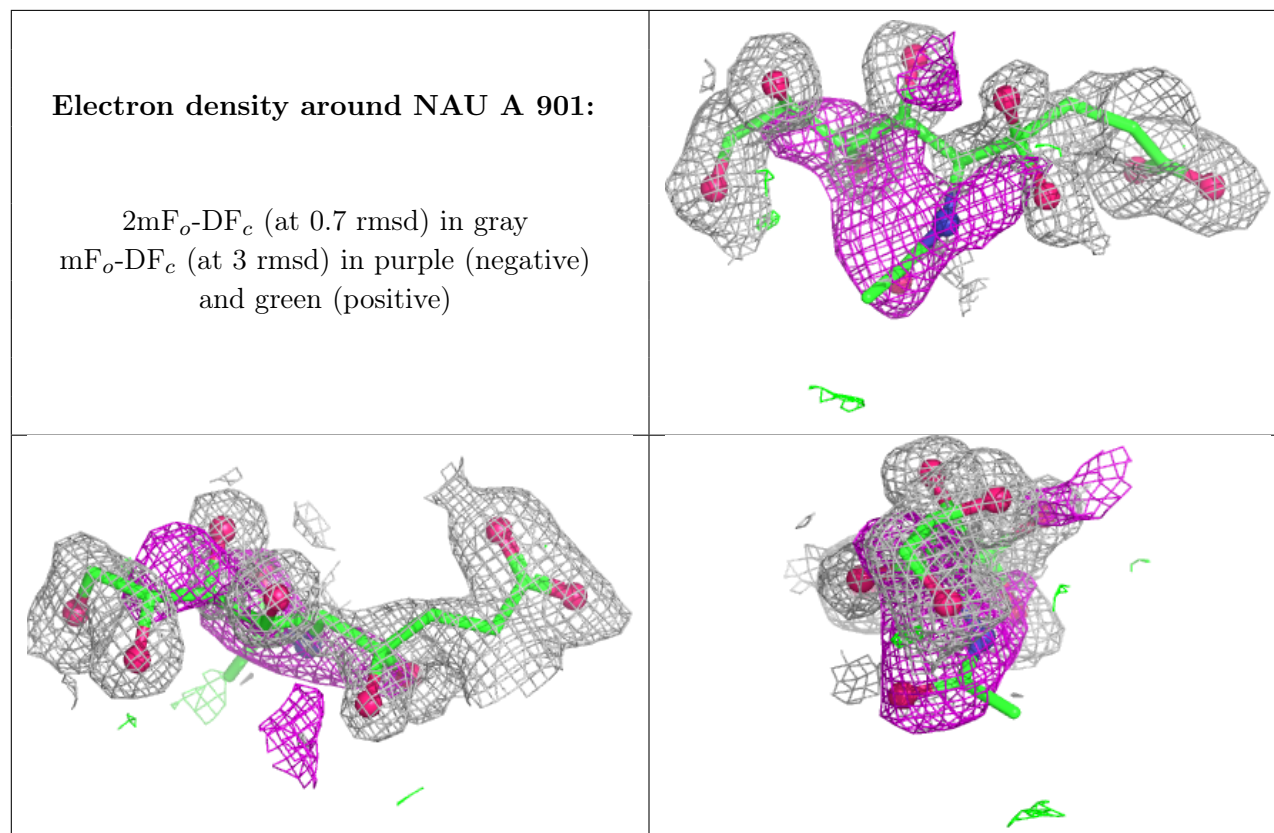 Electron density around NAU A 901:
2mFₒ-DF𝒸 (at 0.7 rmsd) in gray
mFₒ-DF𝒸 (at 3 rmsd) in purple (negative)
and green (positive)